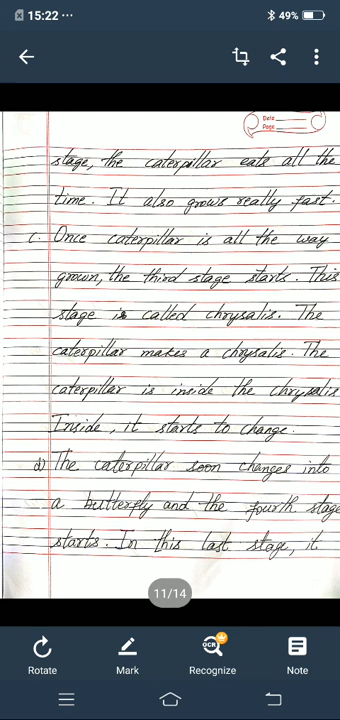 15:22 ...
49%
Date
Page
stage, the caterpillar eats all the
time. It also grows really fast.
c. Once caterpillar is all the way
grown, the third stage starts. This
stage is called chrysalis. The
caterpillar makes a chrysalis. The
caterpillar is inside the chrysalis
Inside, it starts to change.
d) The caterpillar soon changes into
a butterfly and the fourth stage
starts. In this last stage, it
11/14
OCR
Rotate
Mark
Recognize
Note